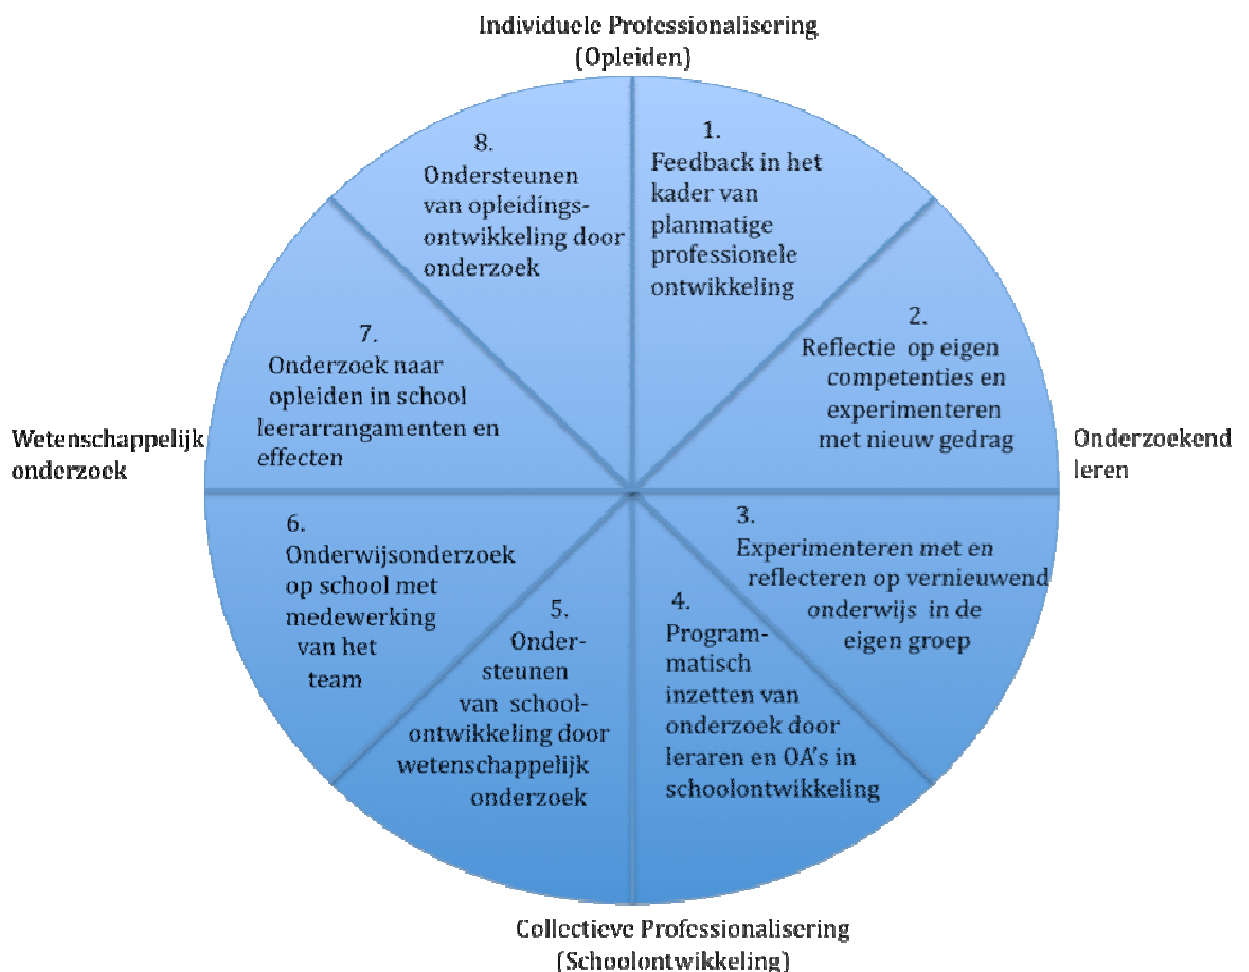 Individuele Professionalisering
(Opleiden)
8.
Ondersteunen
van opleidings-
ontwikkeling door
onderzoek
1.
Feedback in het
kader van
planmatige
professionele
ontwikkeling
7.
Onderzoek naar
opleiden in school
leerarrangamenten en
effecten
2.
Reflectie op eigen
competenties en
experimenteren
met nieuw gedrag
Wetenschappelijk
onderzoek
Onderzoekend
leren
6.
Onderwijsonderzoek
op school met
medewerking
van het
team
3.
Experimenteren met en
reflecteren op vernieuwend
onderwijs in de
eigen groep
5.
Onder-
steunen
van school-
ontwikkeling door
wetenschappelijk
onderzoek
4.
Program-
matisch
inzetten van
onderzoek door
leraren en OA's in
schoolontwikkeling
Collectieve Professionalisering
(Schoolontwikkeling)